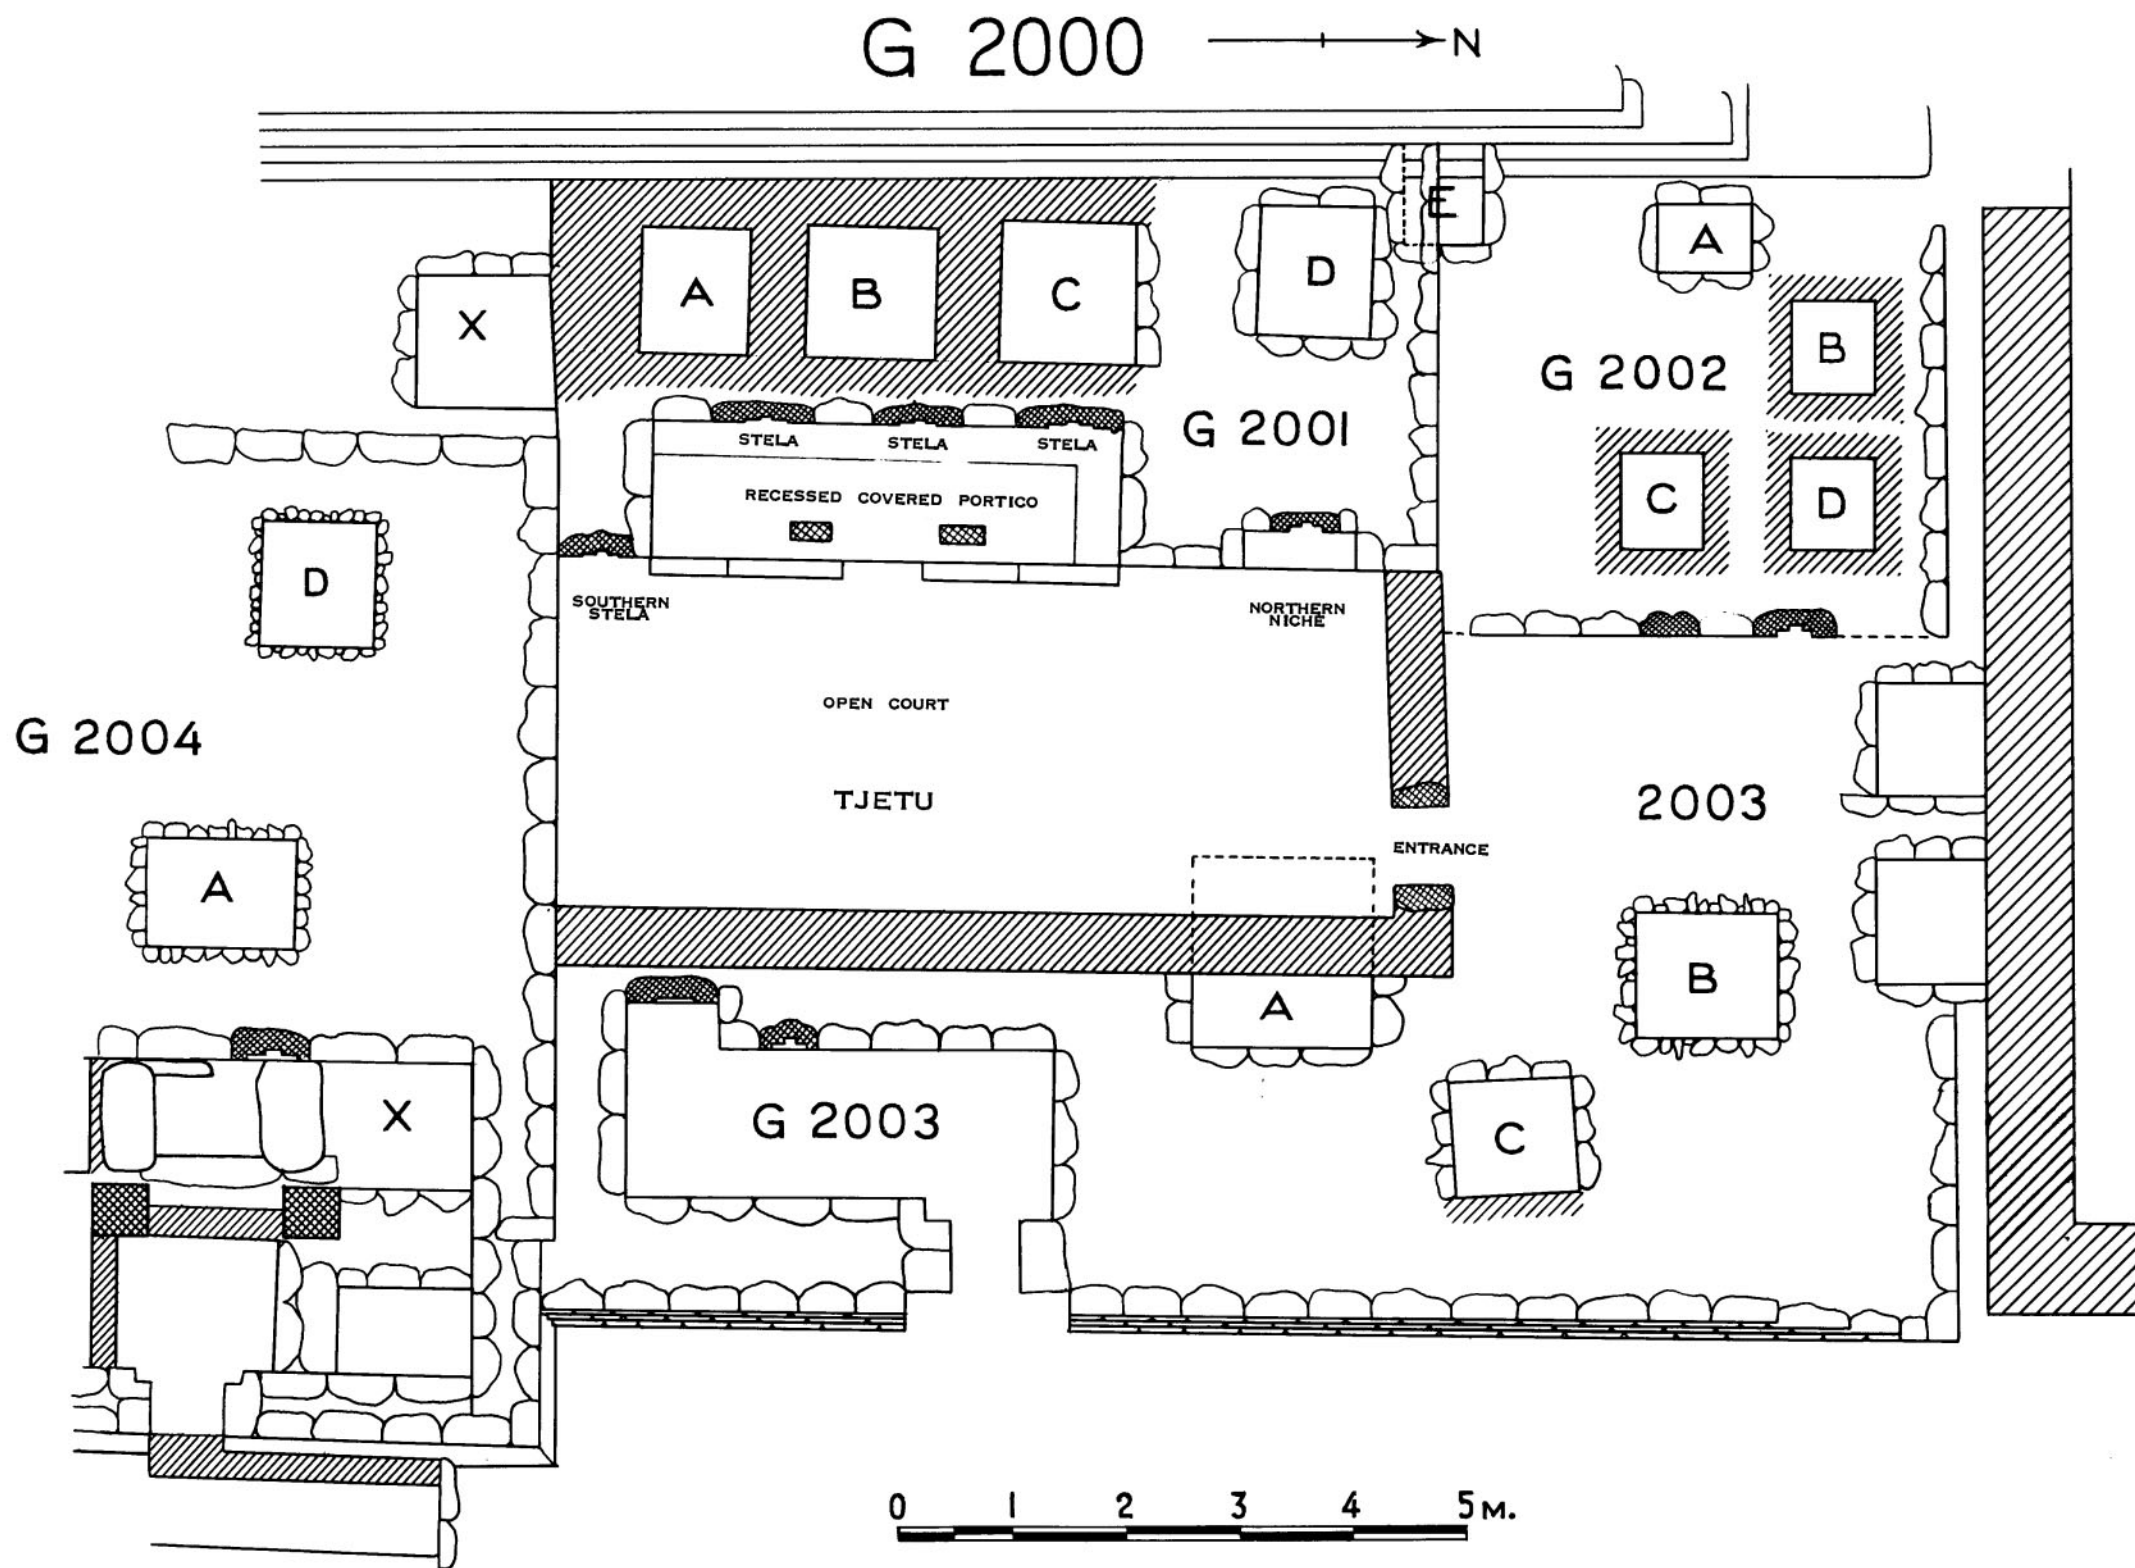 G 2000
N
E
A
A
B
C
D
X
B
G 2002
G 2001
STELA
STELA
STELA
RECESSED COVERED PORTICO
C
D
D
SOUTHERN
STELA
NORTHERN
NICHE
OPEN COURT
G 2004
TJETU
2003
ENTRANCE
A
B
A
X
G 2003
C
0 1 2 3 4 5 M.